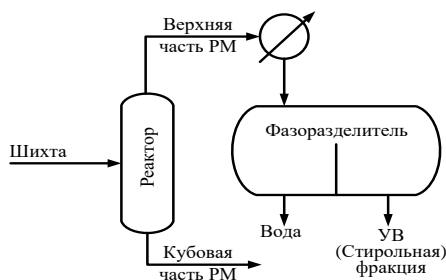 Верхняя
часть РМ
Шихта
Реактор
Фазоразделитель
Вода
УВ
(Стирольная)
фракция
Кубовая
часть РМ